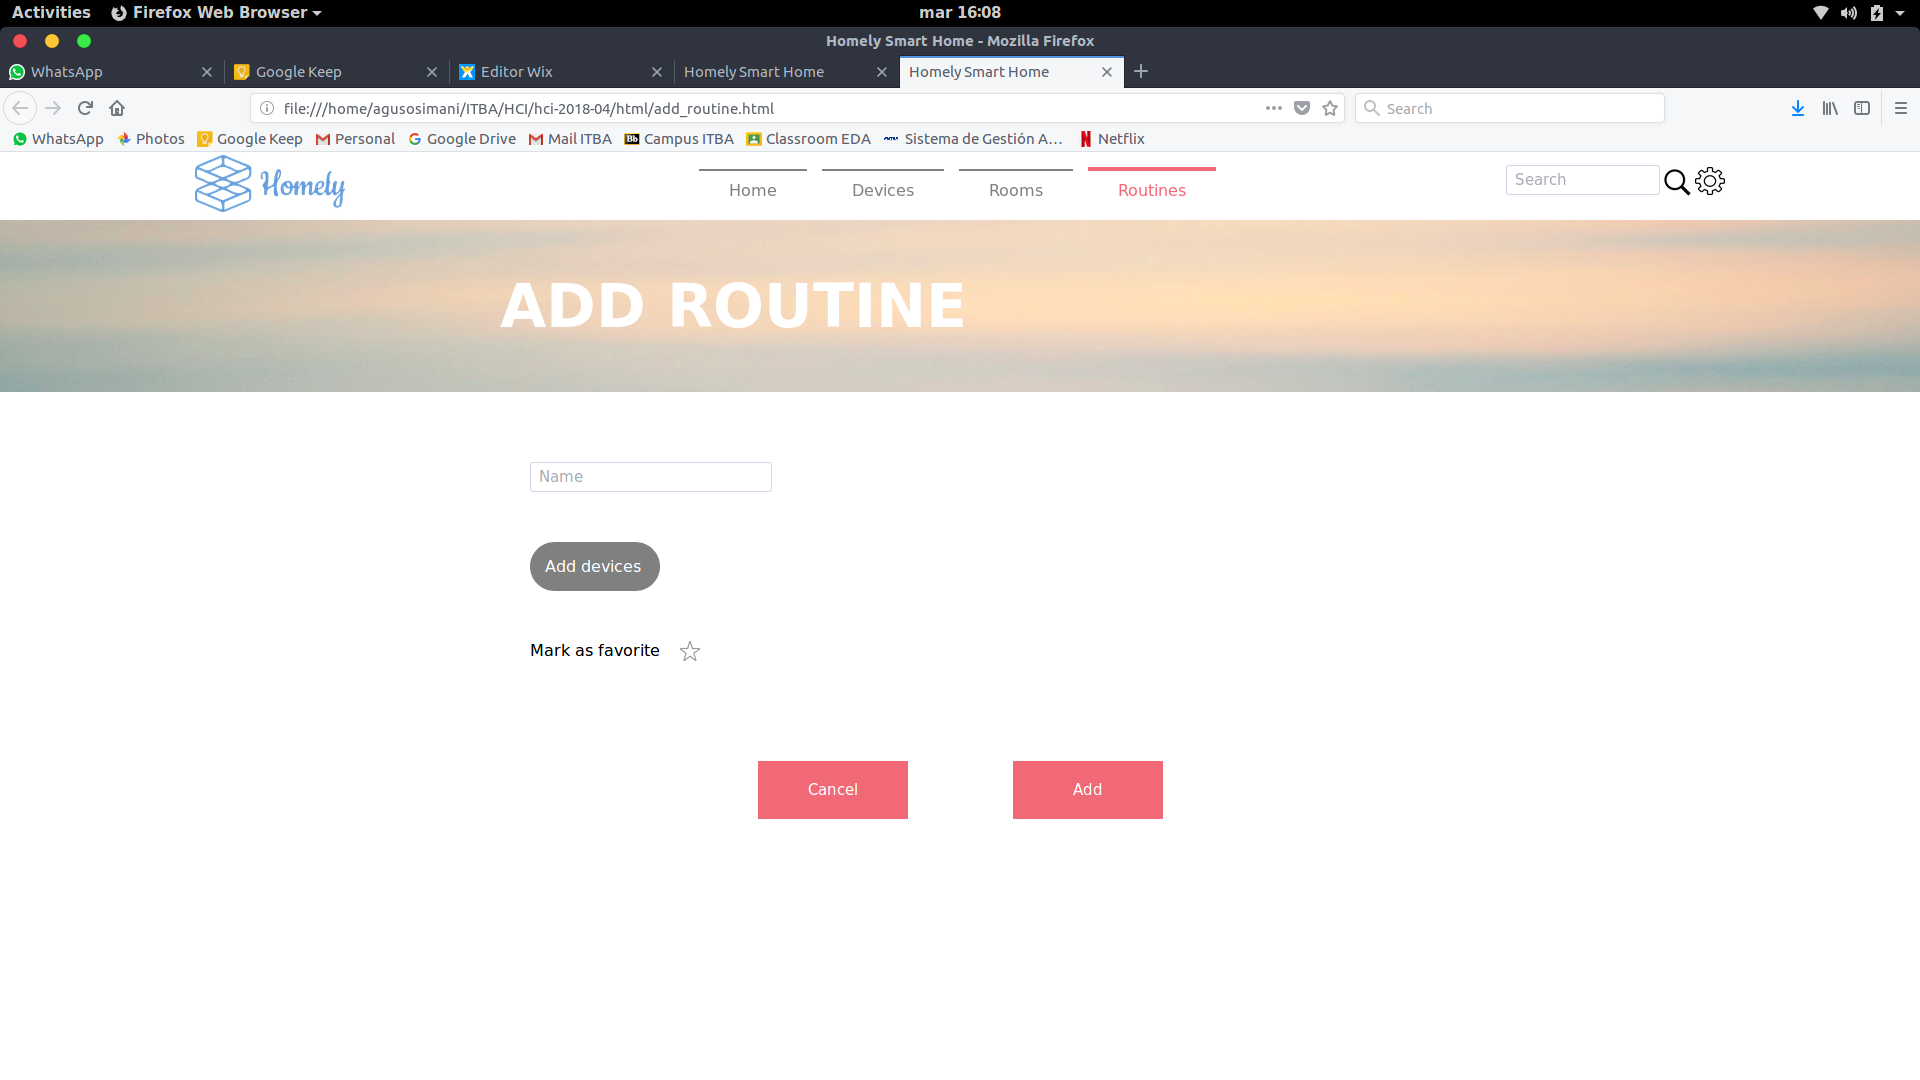 Activities Firefox Web Browser mar 16:08
Homely Smart Home - Mozilla Firefox
WhatsApp Google Keep Editor Wix Homely Smart Home Homely Smart Home
file:///home/agusosimani/ITBA/HCI/hci-2018-04/html/add_routine.html Search
WhatsApp Photos Google Keep Personal Google Drive Mail ITBA Bb Campus ITBA Classroom EDA Sistema de Gestión A... Netflix
Homely Home Devices Rooms Routines Search
ADD ROUTINE
Name
Add devices
Mark as favorite
Cancel Add